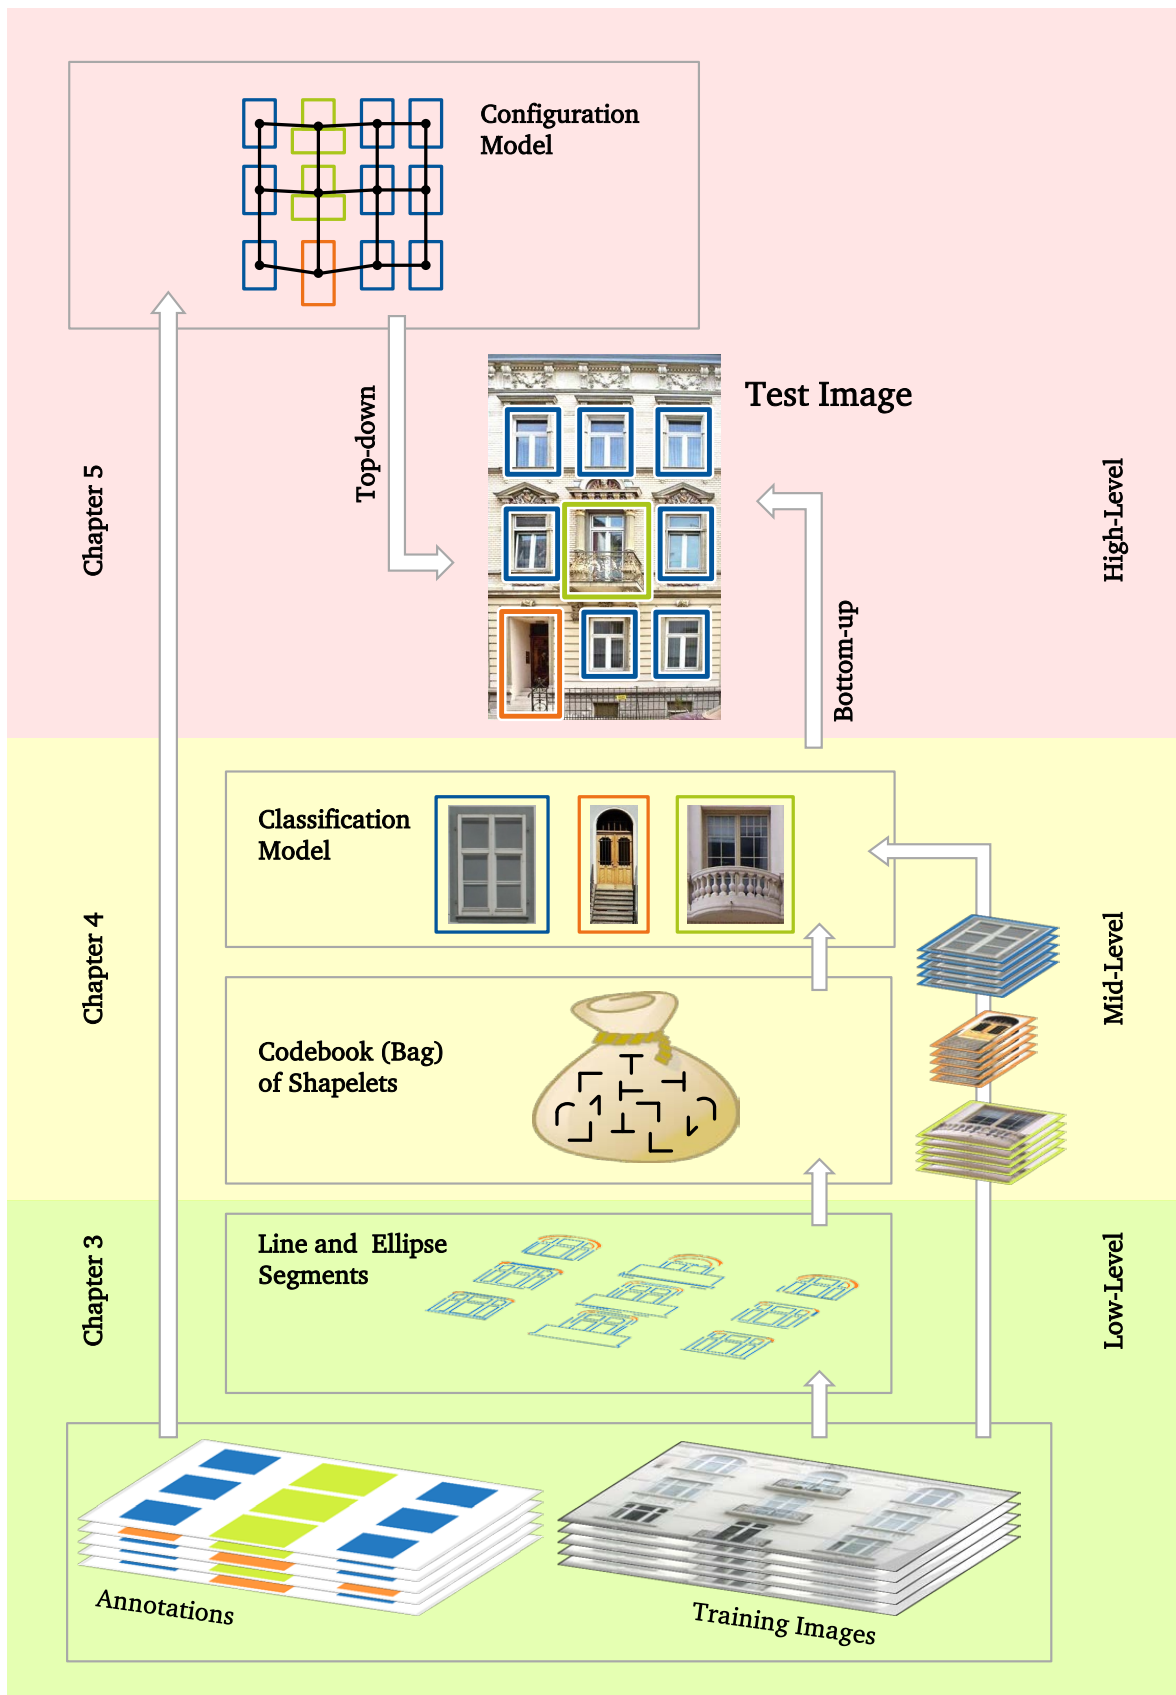 Configuration
Model
Top-down
Test Image
Chapter 5
High-Level
Bottom-up
Classification
Model
Chapter 4
Mid-Level
Codebook (Bag)
of Shapelets
Line and Ellipse
Segments
Chapter 3
Low-Level
Annotations
Training Images